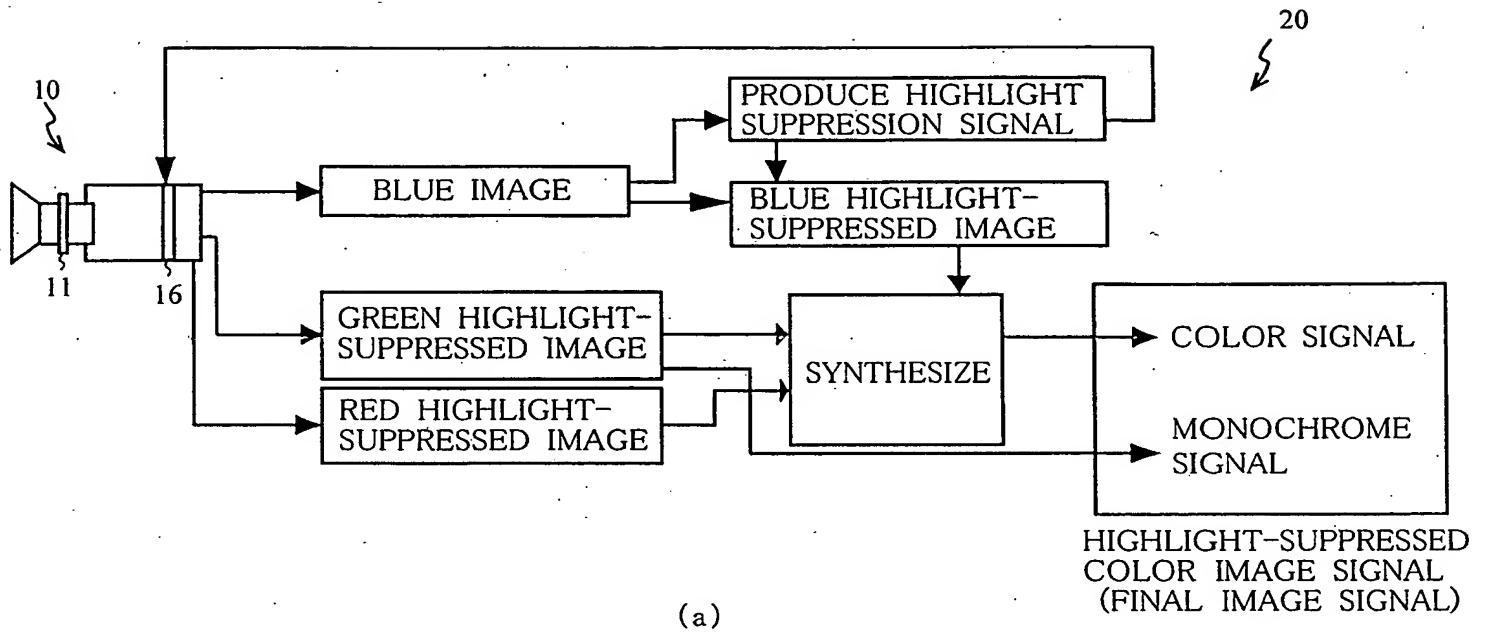 20
10
PRODUCE HIGHLIGHT
SUPPRESSION SIGNAL
BLUE IMAGE
BLUE HIGHLIGHT-
SUPPRESSED IMAGE
11
16
GREEN HIGHLIGHT-
SUPPRESSED IMAGE
RED HIGHLIGHT-
SUPPRESSED IMAGE
SYNTHESIZE
COLOR SIGNAL
MONOCHROME
SIGNAL
HIGHLIGHT-SUPPRESSED
COLOR IMAGE SIGNAL
(FINAL IMAGE SIGNAL)
(a)